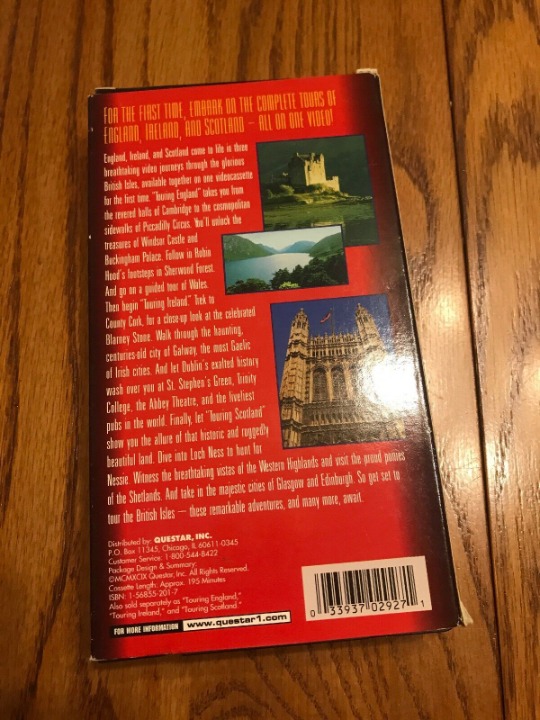 FOR THE FIRST TIME, EMBARK ON THE COMPLETE TOURS OF
ENGLAND, IRELAND, AND SCOTLAND – ALL ON ONE VIDEO!
England, Ireland, and Scotland come to life in three
breathtaking video journeys through the glorious
British Isles, available together on one videocassette
for the first time. "Touring England" takes you from
the revered halls of Cambridge to the cosmopolitan
sidewalks of Piccadilly Circus. You'll unlock the
treasures of Windsor Castle and
Buckingham Palace. Follow in Robin
Hood's footsteps in Sherwood Forest.
And go on a guided tour of Wales.
Then begin "Touring Ireland." Trek to
County Cork, for a close-up look at the celebrated
Blarney Stone. Walk through the haunting,
centuries-old city of Galway, the most Gaelic
of Irish cities. And let Dublin's exalted history
wash over you at St. Stephen's Green, Trinity
College, the Abbey Theatre, and the liveliest
pubs in the world. Finally, let "Touring Scotland"
show you the allure of that historic and ruggedly
beautiful land. Dive into Loch Ness to hunt for
Nessie. Witness the breathtaking vistas of the Western Highlands and visit the proud ponies
of the Shetlands. And take in the majestic cities of Glasgow and Edinburgh. So get set to
tour the British Isles – these remarkable adventures, and many more, await.
Distributed by: QUESTAR, INC.
P.O. Box 11345, Chicago, IL 60611-0345
Customer Service: 1-800-544-8422
Package Design & Summary:
©MCMXCIX Questar, Inc. All Rights Reserved.
Cassette Length: Approx. 195 Minutes
ISBN: 1-56855-201-7
Also sold separately as "Touring England,"
"Touring Ireland," and "Touring Scotland."
FOR MORE INFORMATION www.questar1.com
0 33937 02927 1